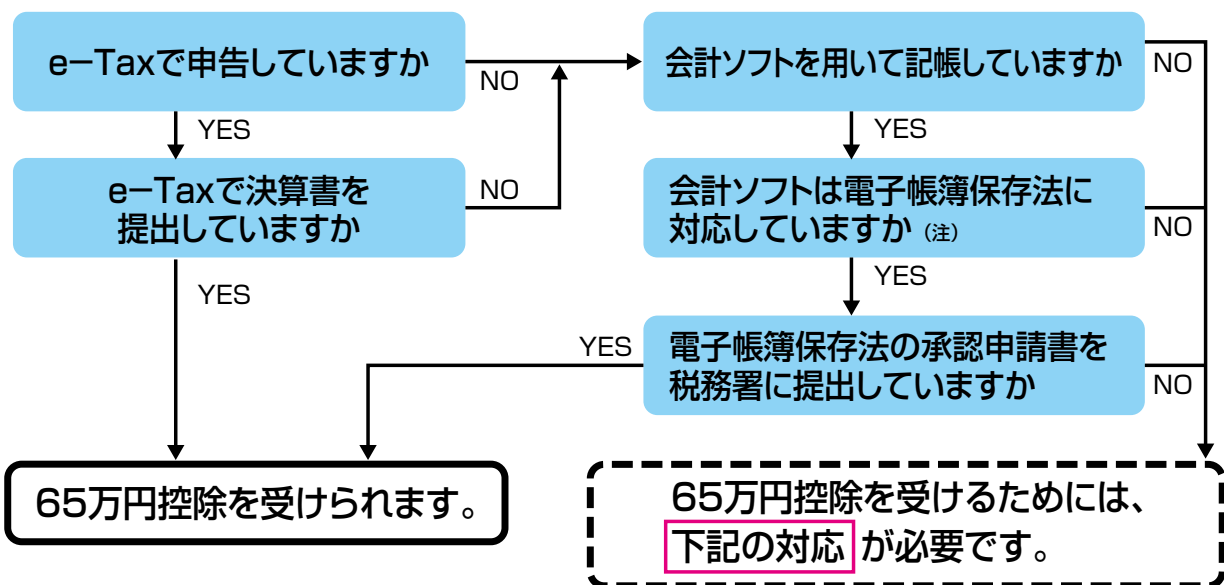 e-Taxで申告していますか
NO
YES
e-Taxで決算書を
提出していますか
NO
YES
会計ソフトを用いて記帳していますか
NO
YES
会計ソフトは電子帳簿保存法に
対応していますか (注)
NO
YES
電子帳簿保存法の承認申請書を
税務署に提出していますか
YES
NO
65万円控除を受けられます。
65万円控除を受けるためには、
下記の対応 が必要です。